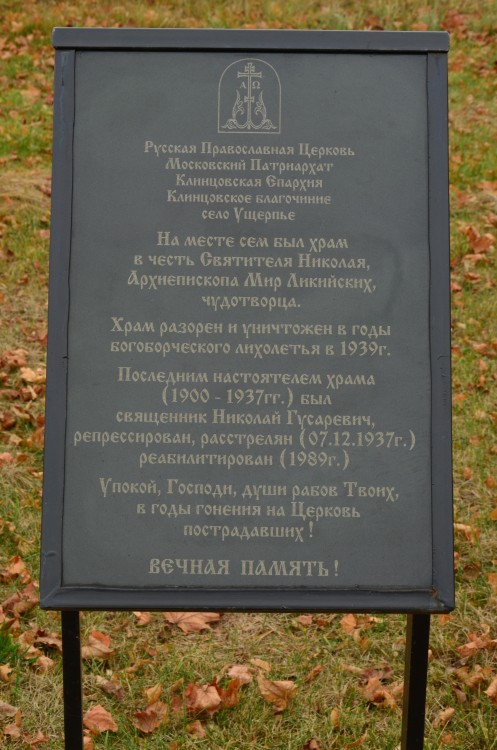 А Ω
Русская Православная Церковь
Московский Патриархат
Клинцовская Епархия
Клинцовское благочиние
село Ущерпье
На месте сем был храм
в честь Святителя Николая,
Архиепископа Мир Ликийских,
чудотворца.
Храм разорен и уничтожен в годы
богоборческого лихолетья в 1939г.
Последним настоятелем храма
(1900 - 1937гг.) был
священник Николай Гусаревич,
репрессирован, расстрелян (07.12.1937г.)
реабилитирован (1989г.)
Упокой, Господи, души рабов Твоих,
в годы гонения на Церковь
пострадавших!
ВЕЧНАЯ ПАМЯТЬ!